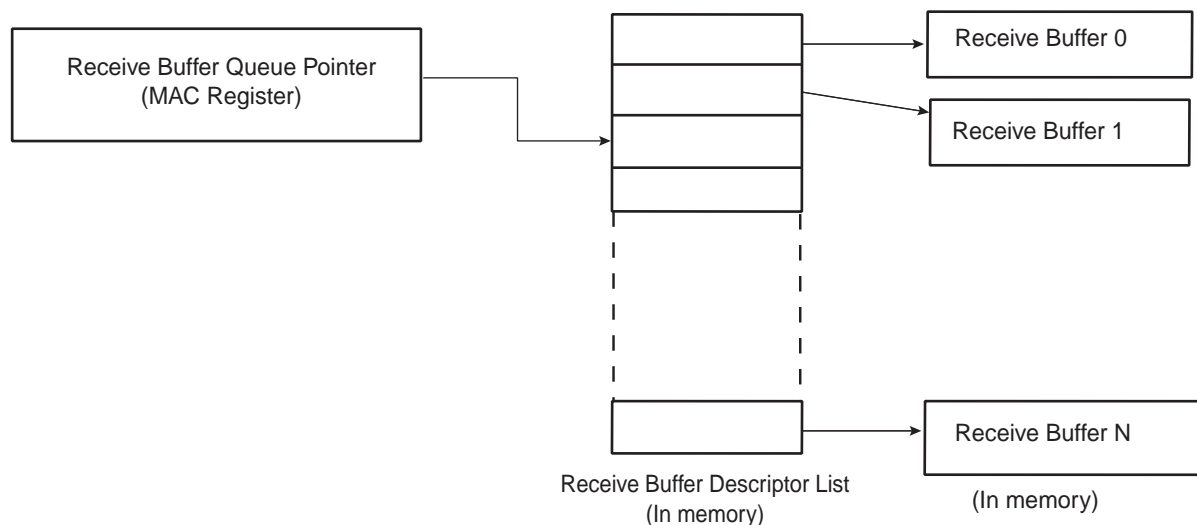 Receive Buffer Queue Pointer
(MAC Register)
Receive Buffer 0
Receive Buffer 1
Receive Buffer N
Receive Buffer Descriptor List
(In memory)
(In memory)